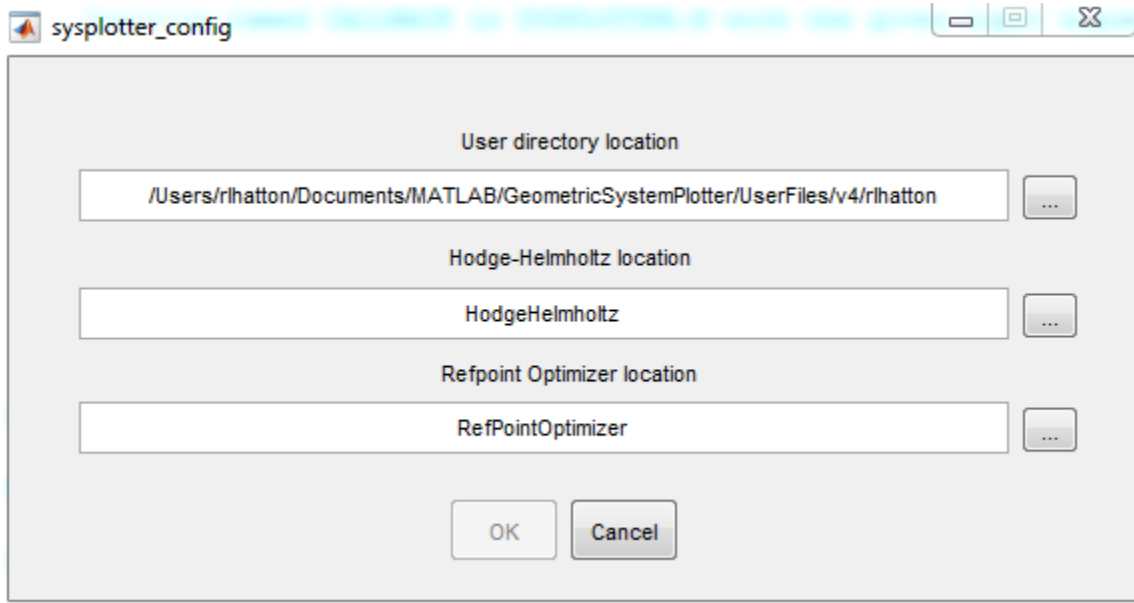 sysplotter_config
User directory location
/Users/rlhatton/Documents/MATLAB/GeometricSystemPlotter/UserFiles/v4/rlhatton
...
Hodge-Helmholtz location
HodgeHelmholtz
...
Refpoint Optimizer location
RefPointOptimizer
...
OK
Cancel